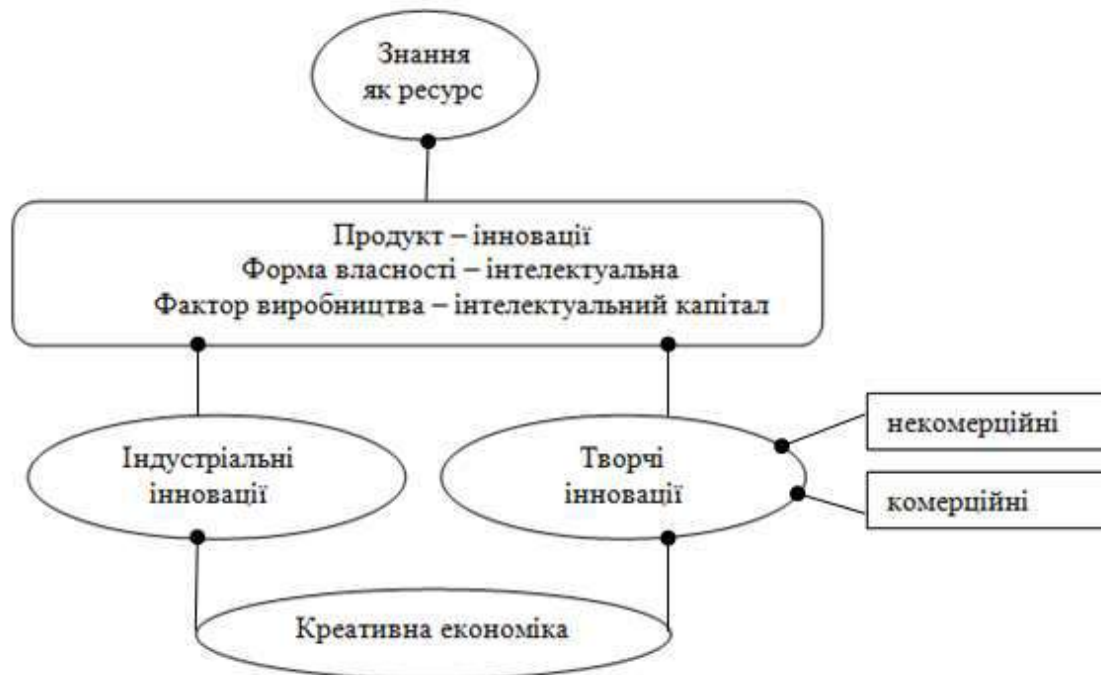 Знання
як ресурс
Продукт – інновації
Форма власності – інтелектуальна
Фактор виробництва – інтелектуальний капітал
Індустріальні
інновації
Творчі
інновації
некомерційні
комерційні
Креативна економіка